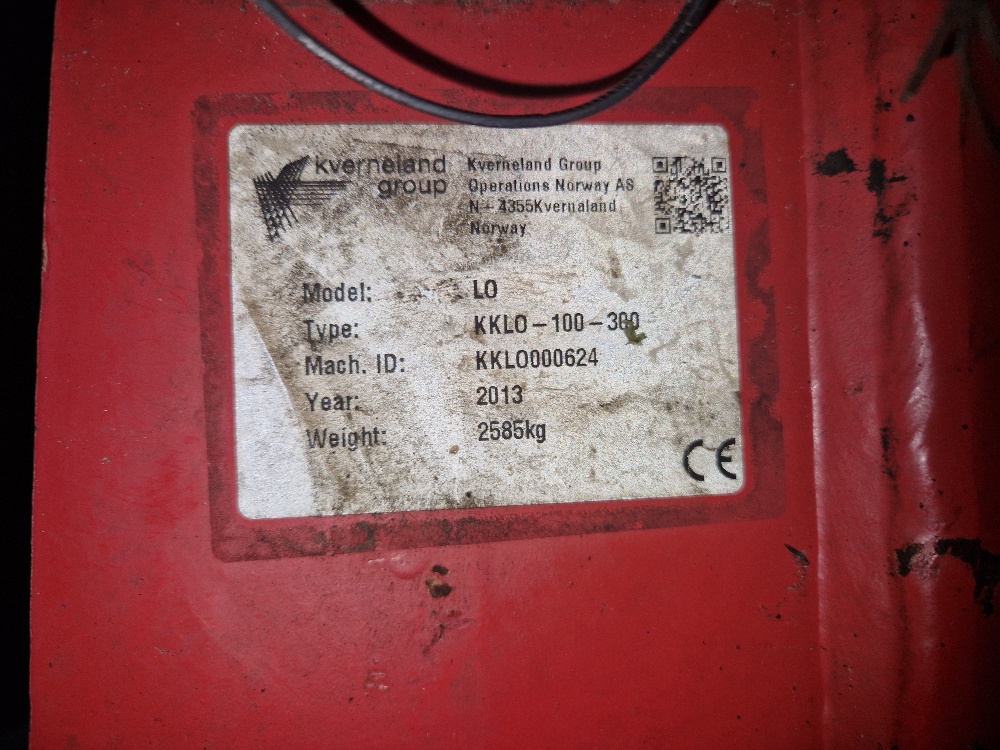 kverneland
group
Kverneland Group
Operations Norway AS
N - 4355Kvernaland
Norway
Model: LO
Type: KKLO-100-300
Mach. ID: KKLO000624
Year: 2013
Weight: 2585kg
CE